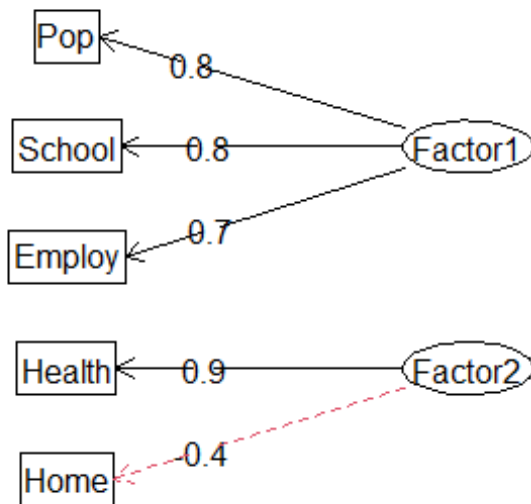 Pop
0.8
School
0.8
Factor1
0.7
Employ
Health
0.9
Factor2
-0.4
Home